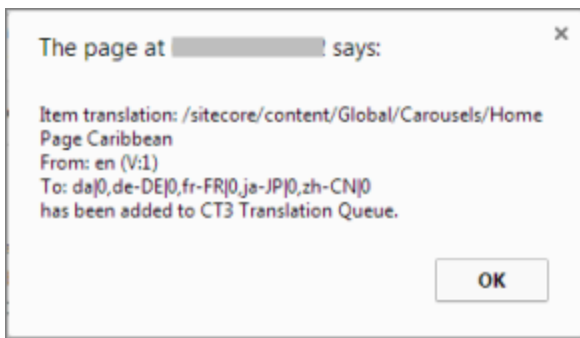 The page at says:
Item translation: /sitecore/content/Global/Carousels/Home
Page Caribbean
From: en (V:1)
To: da|0,de-DE|0,fr-FR|0,ja-JP|0,zh-CN|0
has been added to CT3 Translation Queue.
OK